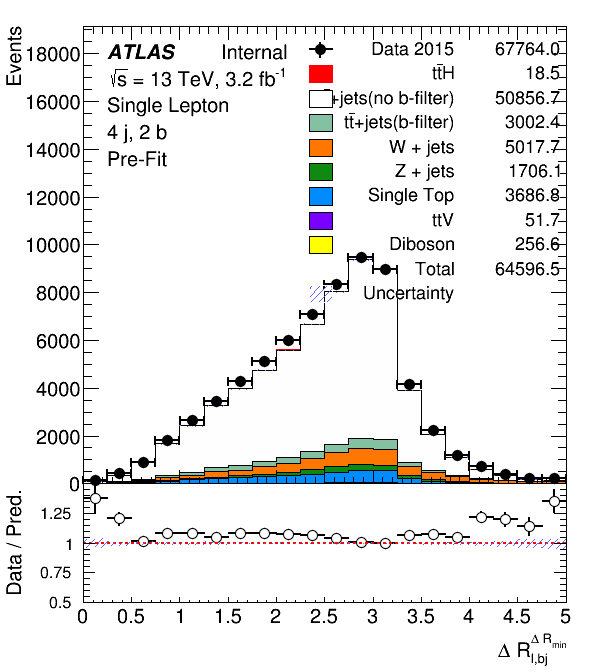 Events
18000
16000
14000
12000
10000
8000
6000
4000
2000
0
ATLAS Internal
√s = 13 TeV, 3.2 fb⁻¹
Single Lepton
4 j, 2 b
Pre-Fit
Data 2015 67764.0
tt̄H 18.5
+jets(no b-filter) 50856.7
tt̄+jets(b-filter) 3002.4
W + jets 5017.7
Z + jets 1706.1
Single Top 3686.8
ttV 51.7
Diboson 256.6
Total 64596.5
Uncertainty
Data / Pred.
1.25
1
0.75
0.5
0 0.5 1 1.5 2 2.5 3 3.5 4 4.5 5
Δ R_{l,bj}^{Δ R_{min}}